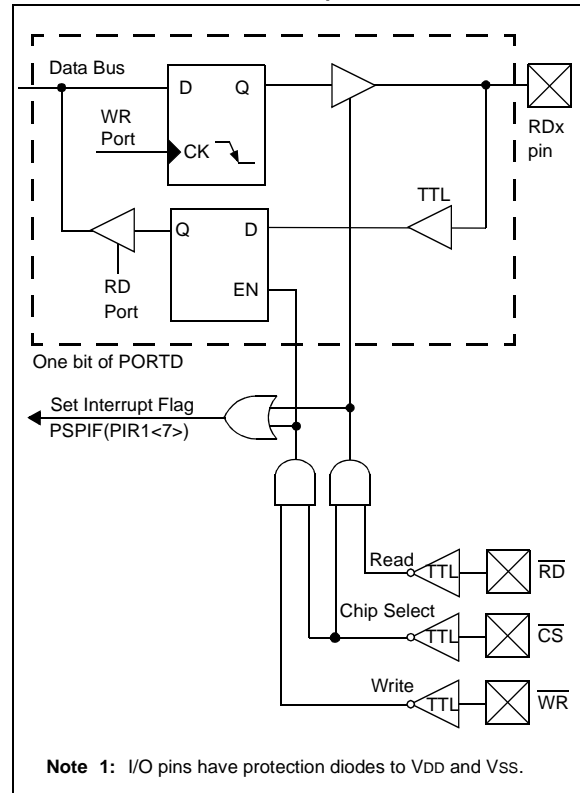 Data Bus
D Q
WR
Port
CK
RDx
pin
TTL
Q D
RD
Port
EN
One bit of PORTD
Set Interrupt Flag
PSPIF(PIR1<7>)
Read
TTL
RD
Chip Select
TTL
CS
Write
TTL
WR
Note 1: I/O pins have protection diodes to VDD and VSS.